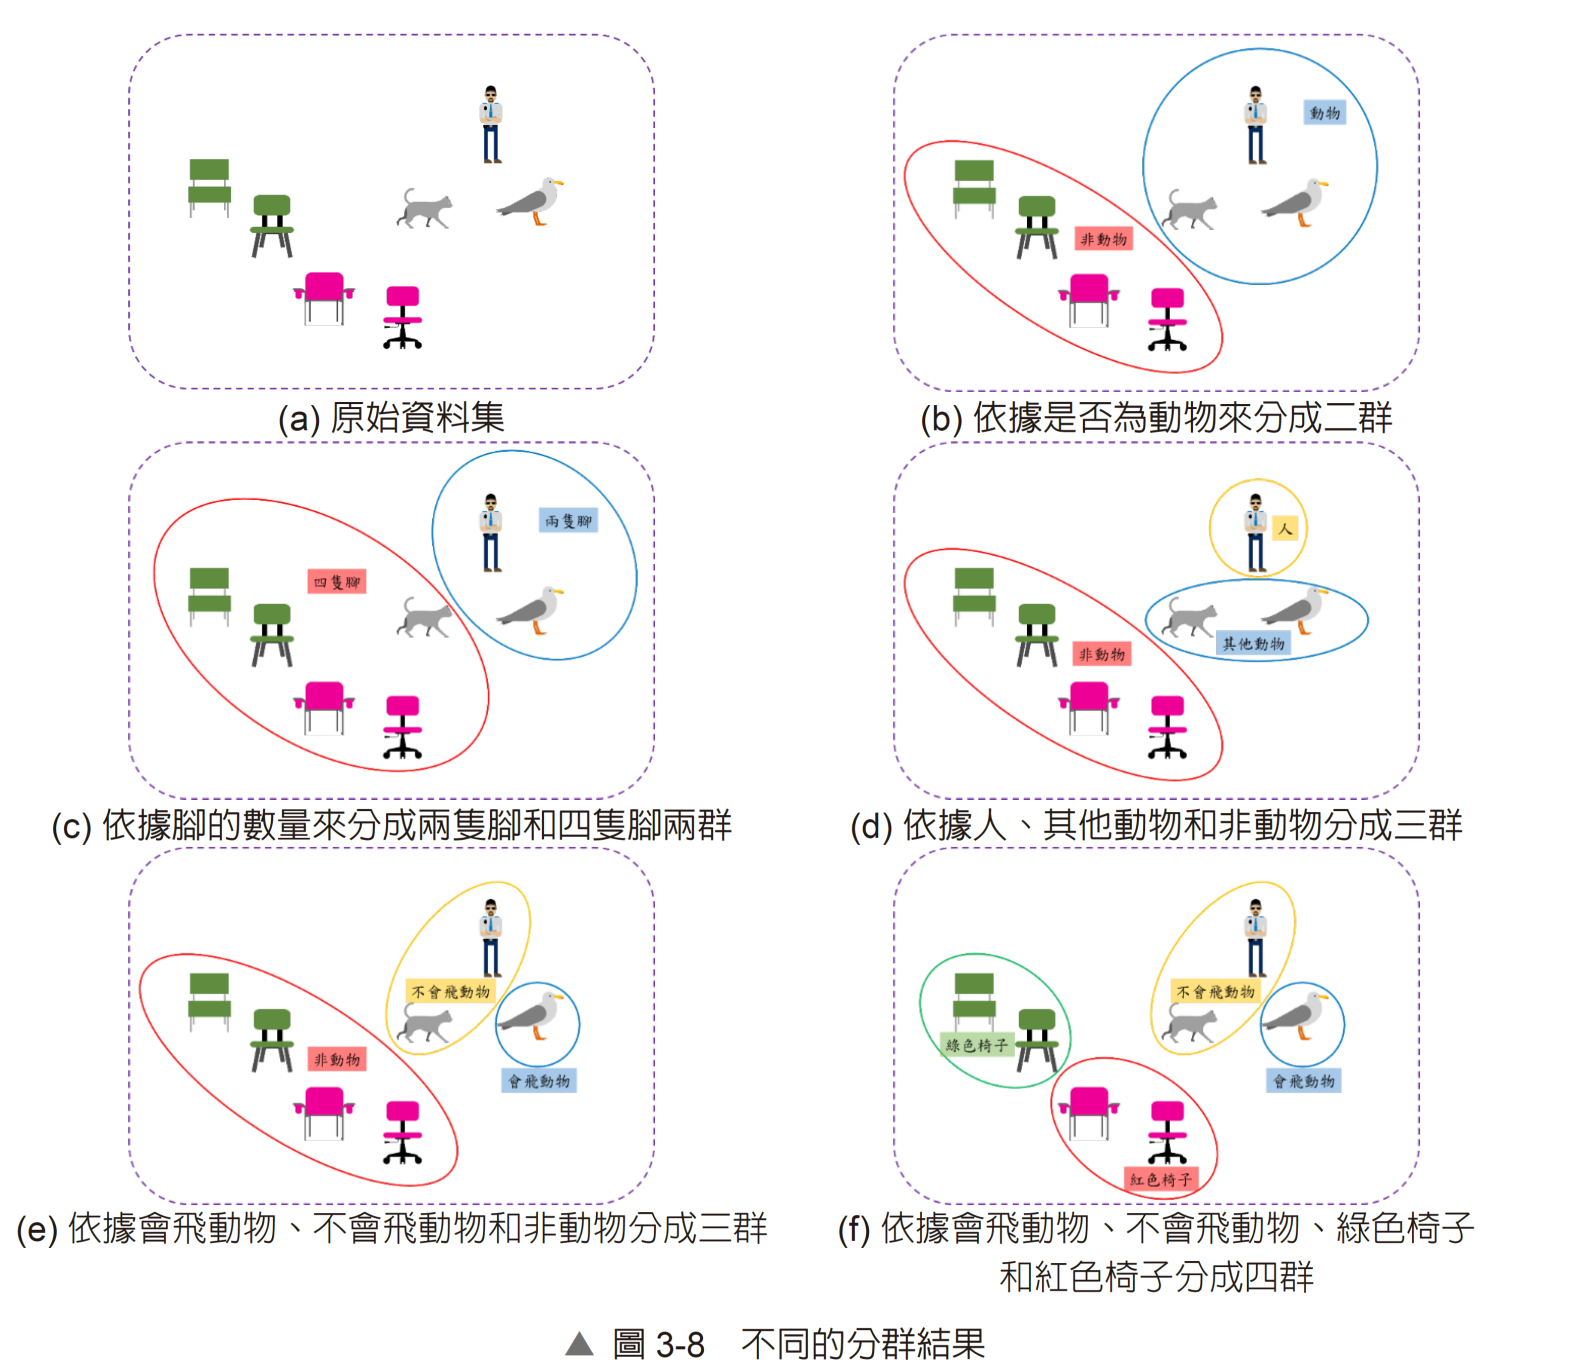 動物
非動物
(a) 原始資料集
(b) 依據是否為動物來分成二群
兩隻腳
四隻腳
(c) 依據腳的數量來分成兩隻腳和四隻腳兩群
人
其他動物
非動物
(d) 依據人、其他動物和非動物分成三群
不會飛動物
非動物
會飛動物
(e) 依據會飛動物、不會飛動物和非動物分成三群
不會飛動物
綠色椅子
會飛動物
紅色椅子
(f) 依據會飛動物、不會飛動物、綠色椅子
和紅色椅子分成四群
▲ 圖 3-8 不同的分群結果